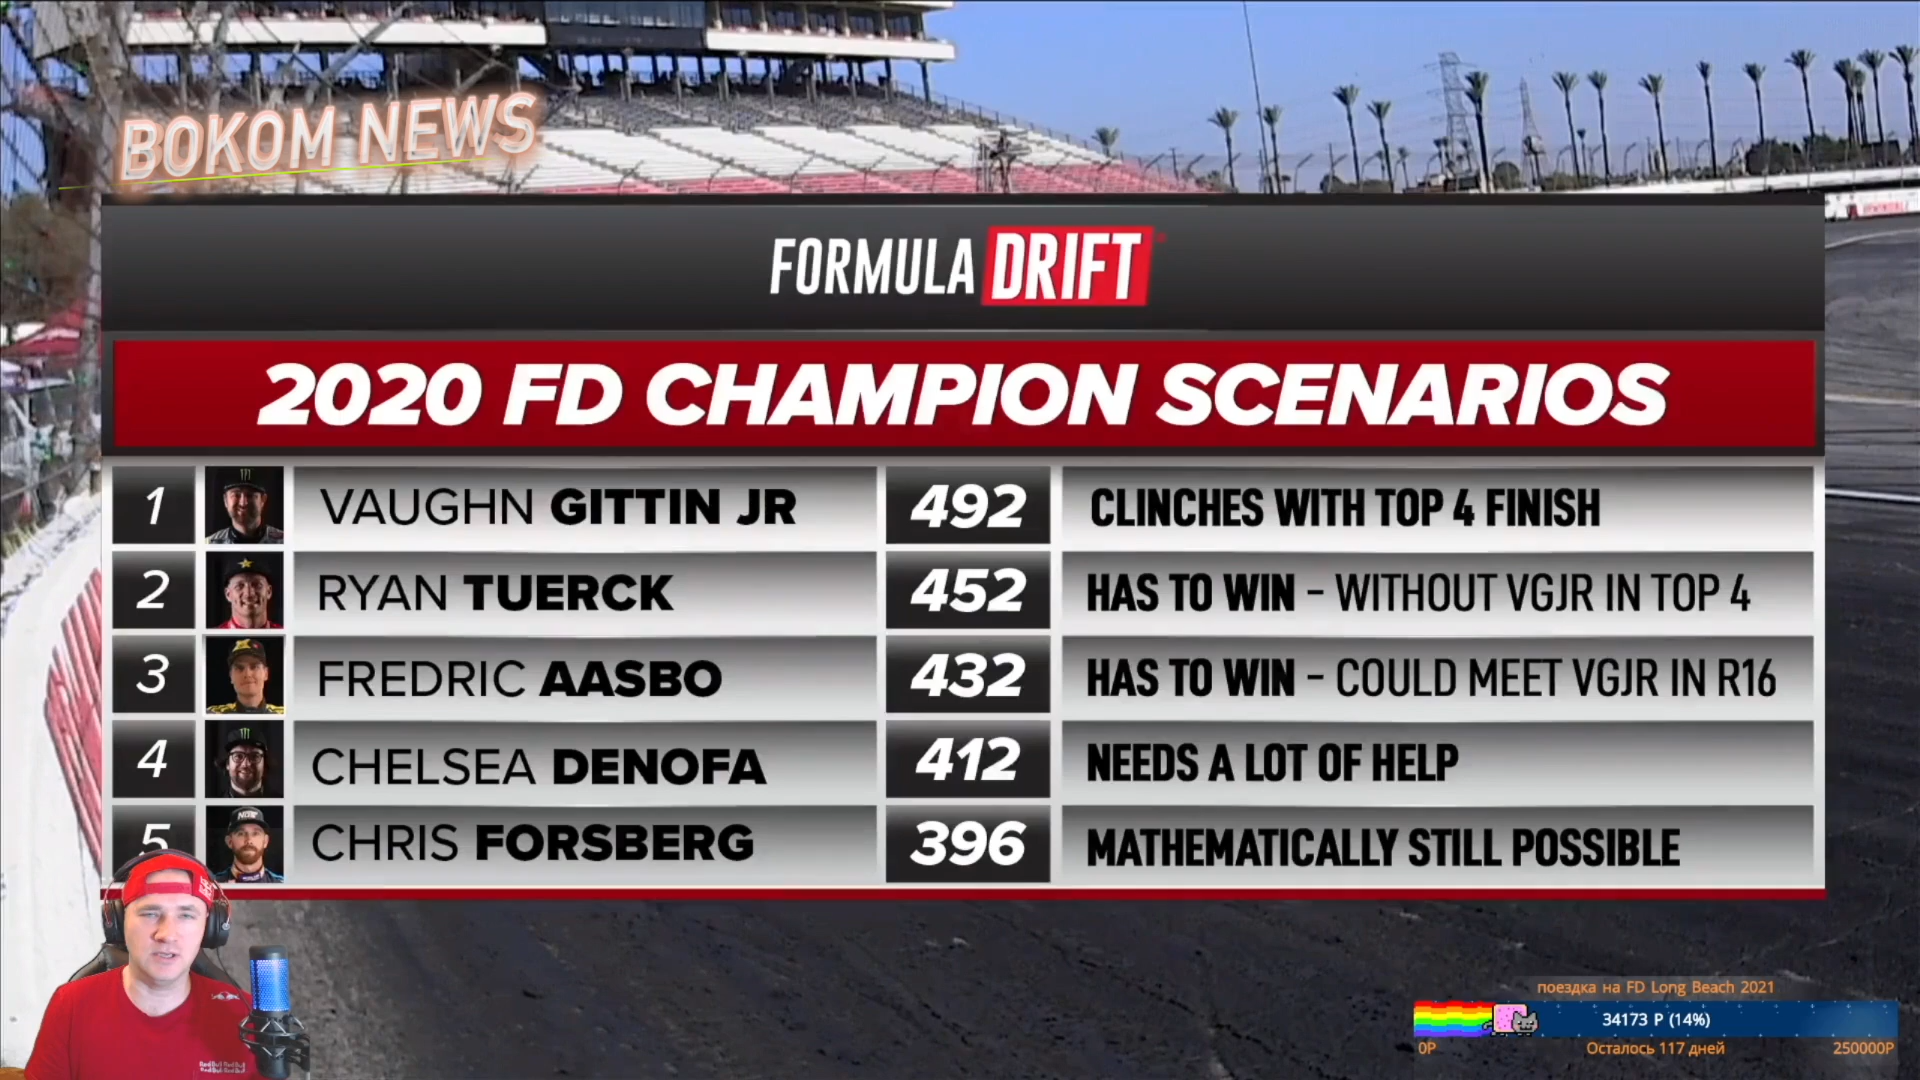 BOKOM NEWS
FORMULA DRIFT
2020 FD CHAMPION SCENARIOS
1 VAUGHN GITTIN JR 492 CLINCHES WITH TOP 4 FINISH
2 RYAN TUERCK 452 HAS TO WIN - WITHOUT VGJR IN TOP 4
3 FREDRIC AASBO 432 HAS TO WIN - COULD MEET VGJR IN R16
4 CHELSEA DENOFA 412 NEEDS A LOT OF HELP
5 CHRIS FORSBERG 396 MATHEMATICALLY STILL POSSIBLE
поездка на FD Long Beach 2021
34173 Р (14%)
0Р Осталось 117 дней 250000Р